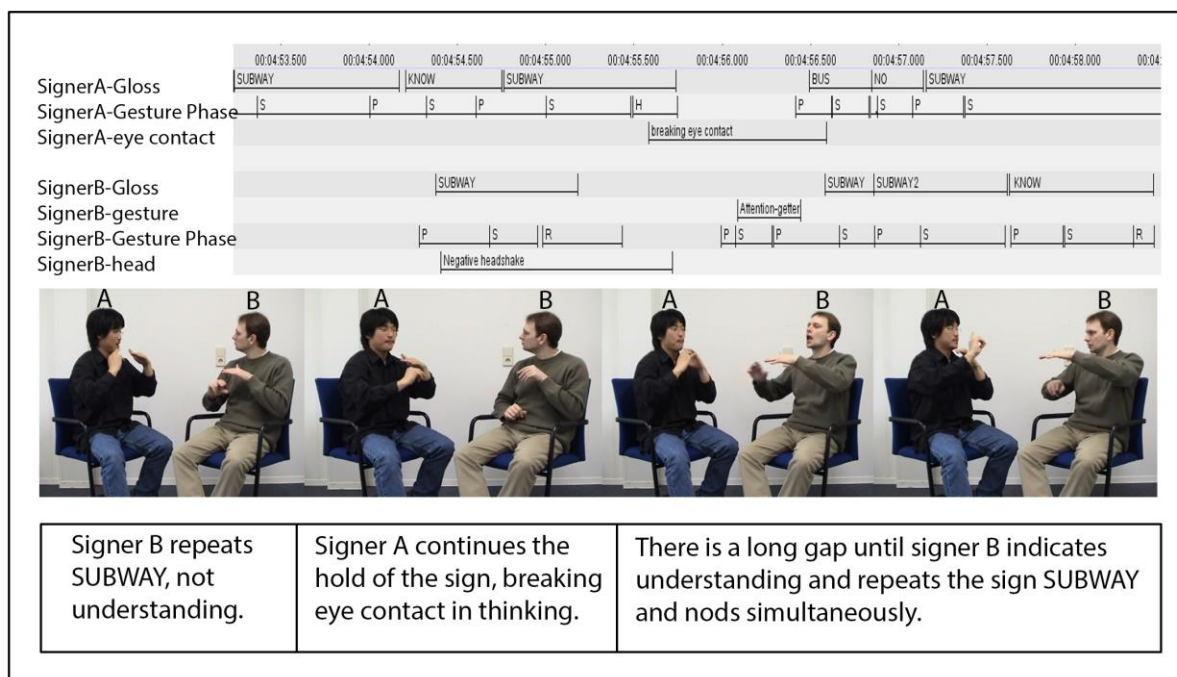 00:04:53.500 00:04:54.000 00:04:54.500 00:04:55.000 00:04:55.500 00:04:56.000 00:04:56.500 00:04:57.000 00:04:57.500 00:04:58.000 00:04:
SignerA-Gloss SUBWAY KNOW SUBWAY BUS NO SUBWAY
SignerA-Gesture Phase S P S P S H P S S P S
SignerA-eye contact breaking eye contact
SignerB-Gloss SUBWAY SUBWAY SUBWAY2 KNOW
SignerB-gesture Attention-getter
SignerB-Gesture Phase P S R P S P S P S P S R
SignerB-head Negative headshake
A B A B A B A B
Signer B repeats
SUBWAY, not
understanding.
Signer A continues the
hold of the sign, breaking
eye contact in thinking.
There is a long gap until signer B indicates
understanding and repeats the sign SUBWAY
and nods simultaneously.